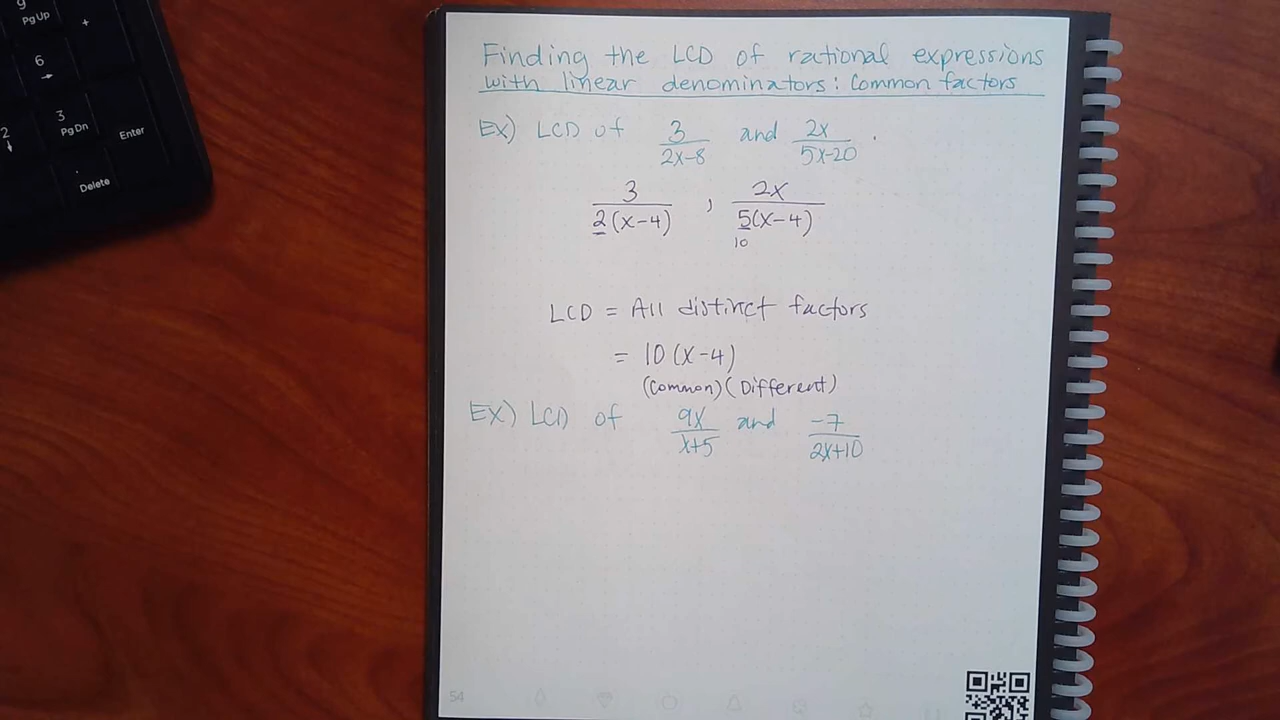 9
PgUp
+
6
→
3
PgDn
2
↓
Enter
.
Delete
Finding the LCD of rational expressions
with linear denominators: Common factors
Ex) LCD of 3/(2x-8) and 2x/(5x-20).
3/(2(x-4)) , 2x/(5(x-4))
10
LCD = All distinct factors
= 10(x-4)
(Common)(Different)
Ex) LCD of 9x/(x+5) and -7/(2x+10)
54